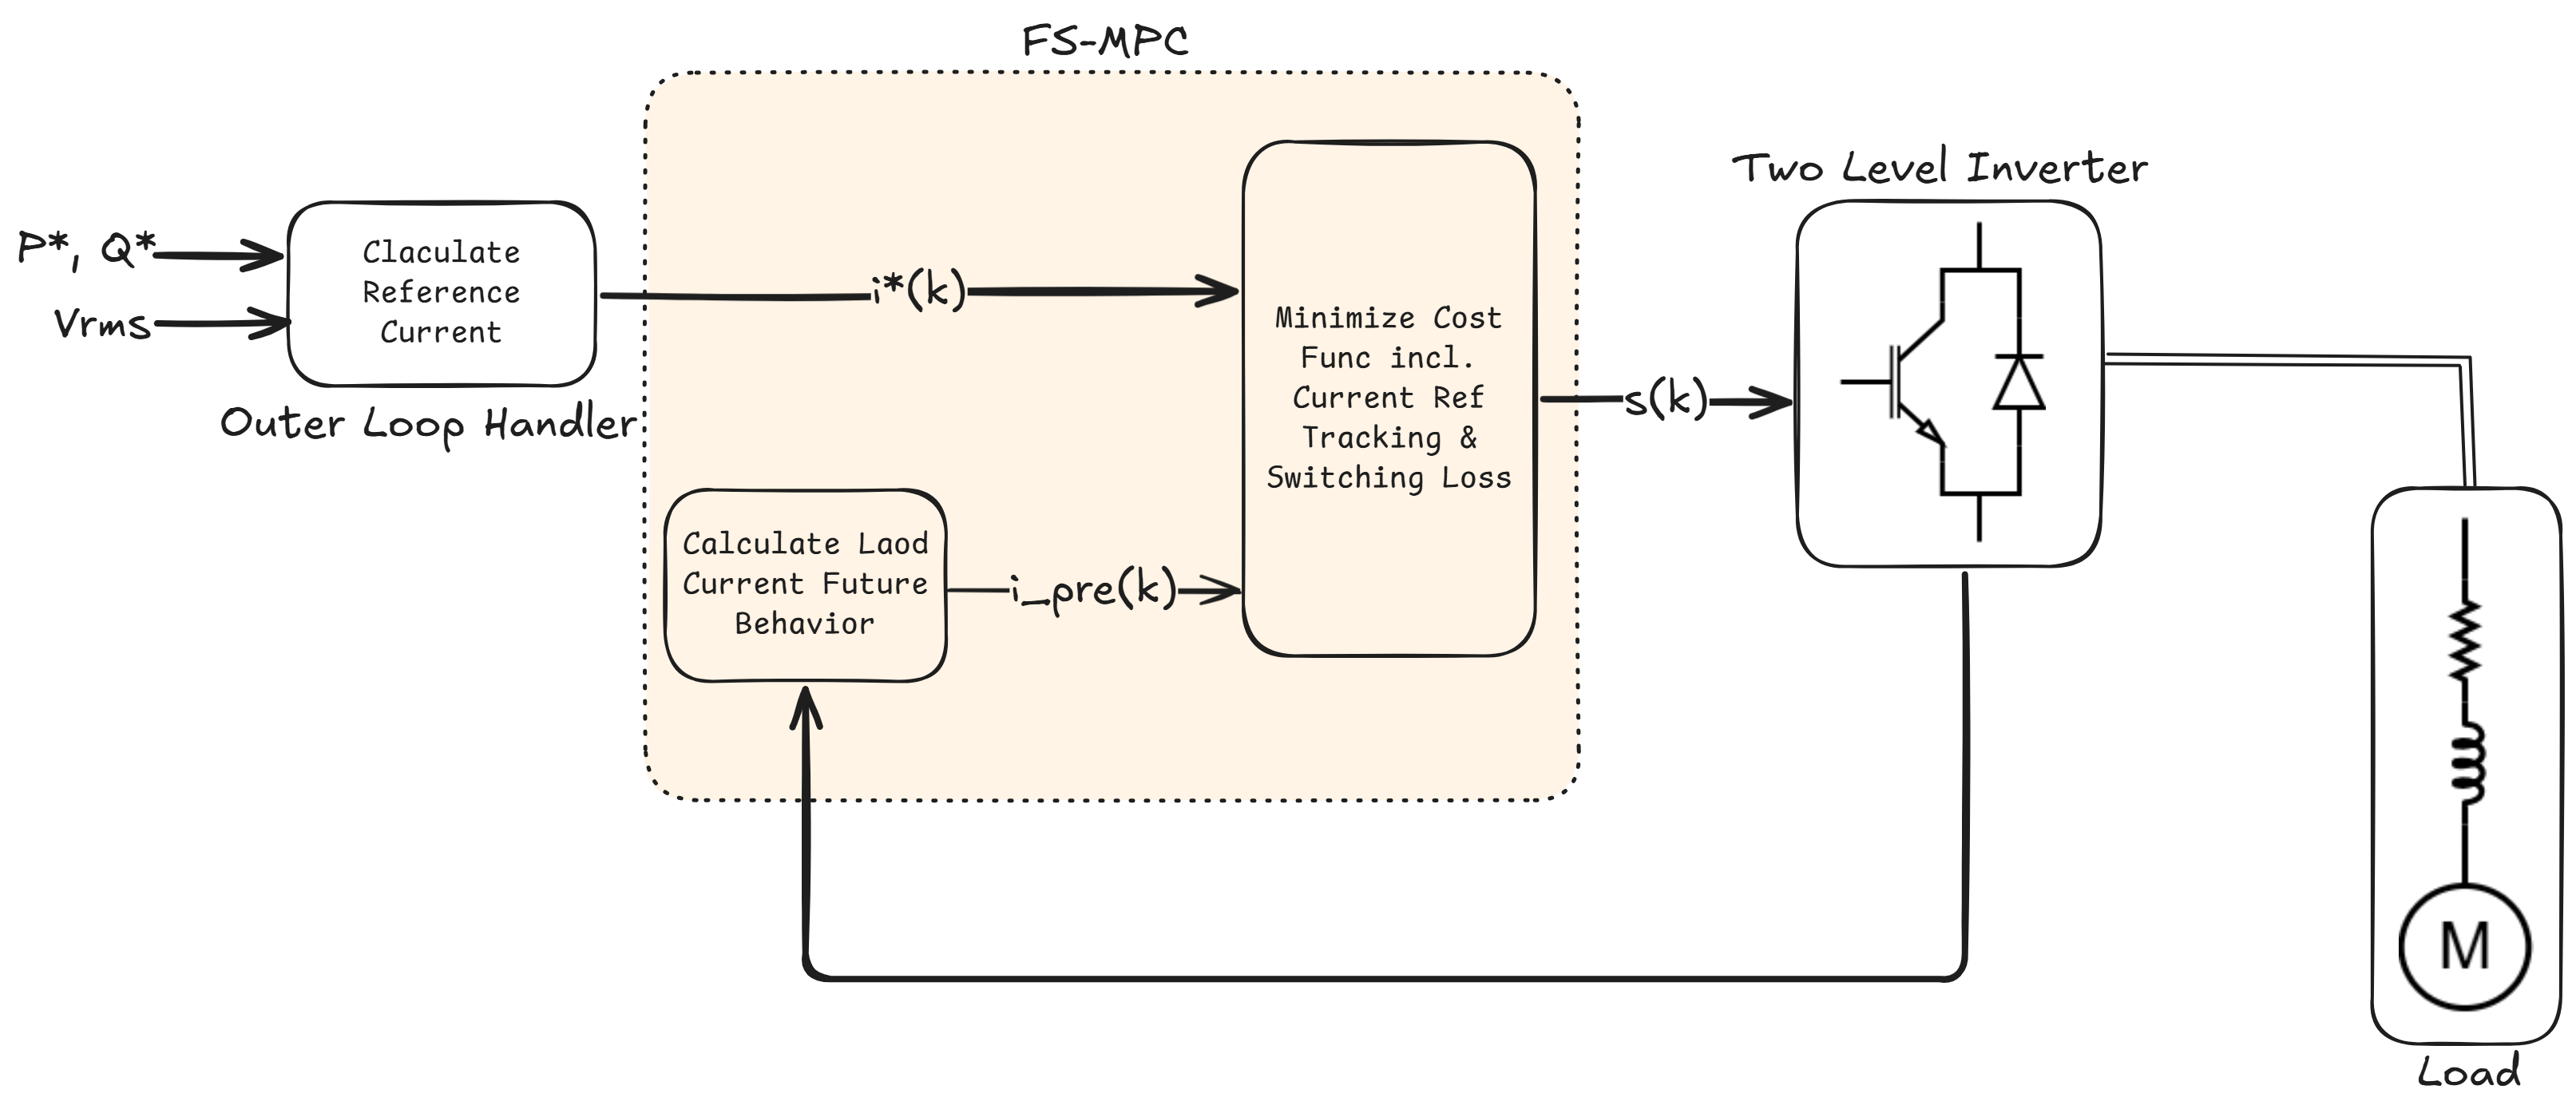 FS-MPC
Two Level Inverter
P*, Q*
Vrms
Claculate
Reference
Current
Outer Loop Handler
i*(k)
Minimize Cost
Func incl.
Current Ref
Tracking &
Switching Loss
s(k)
Calculate Laod
Current Future
Behavior
i_pre(k)
M
Load